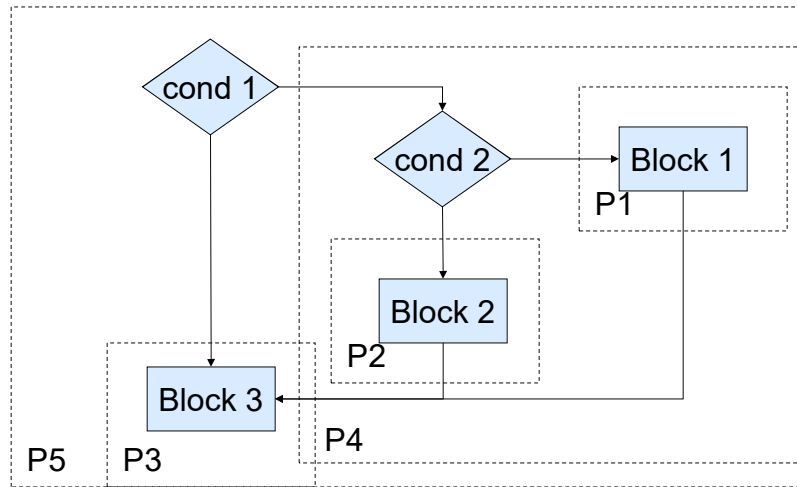 cond 1
cond 2
Block 1
P1
Block 2
P2
Block 3
P4
P5
P3